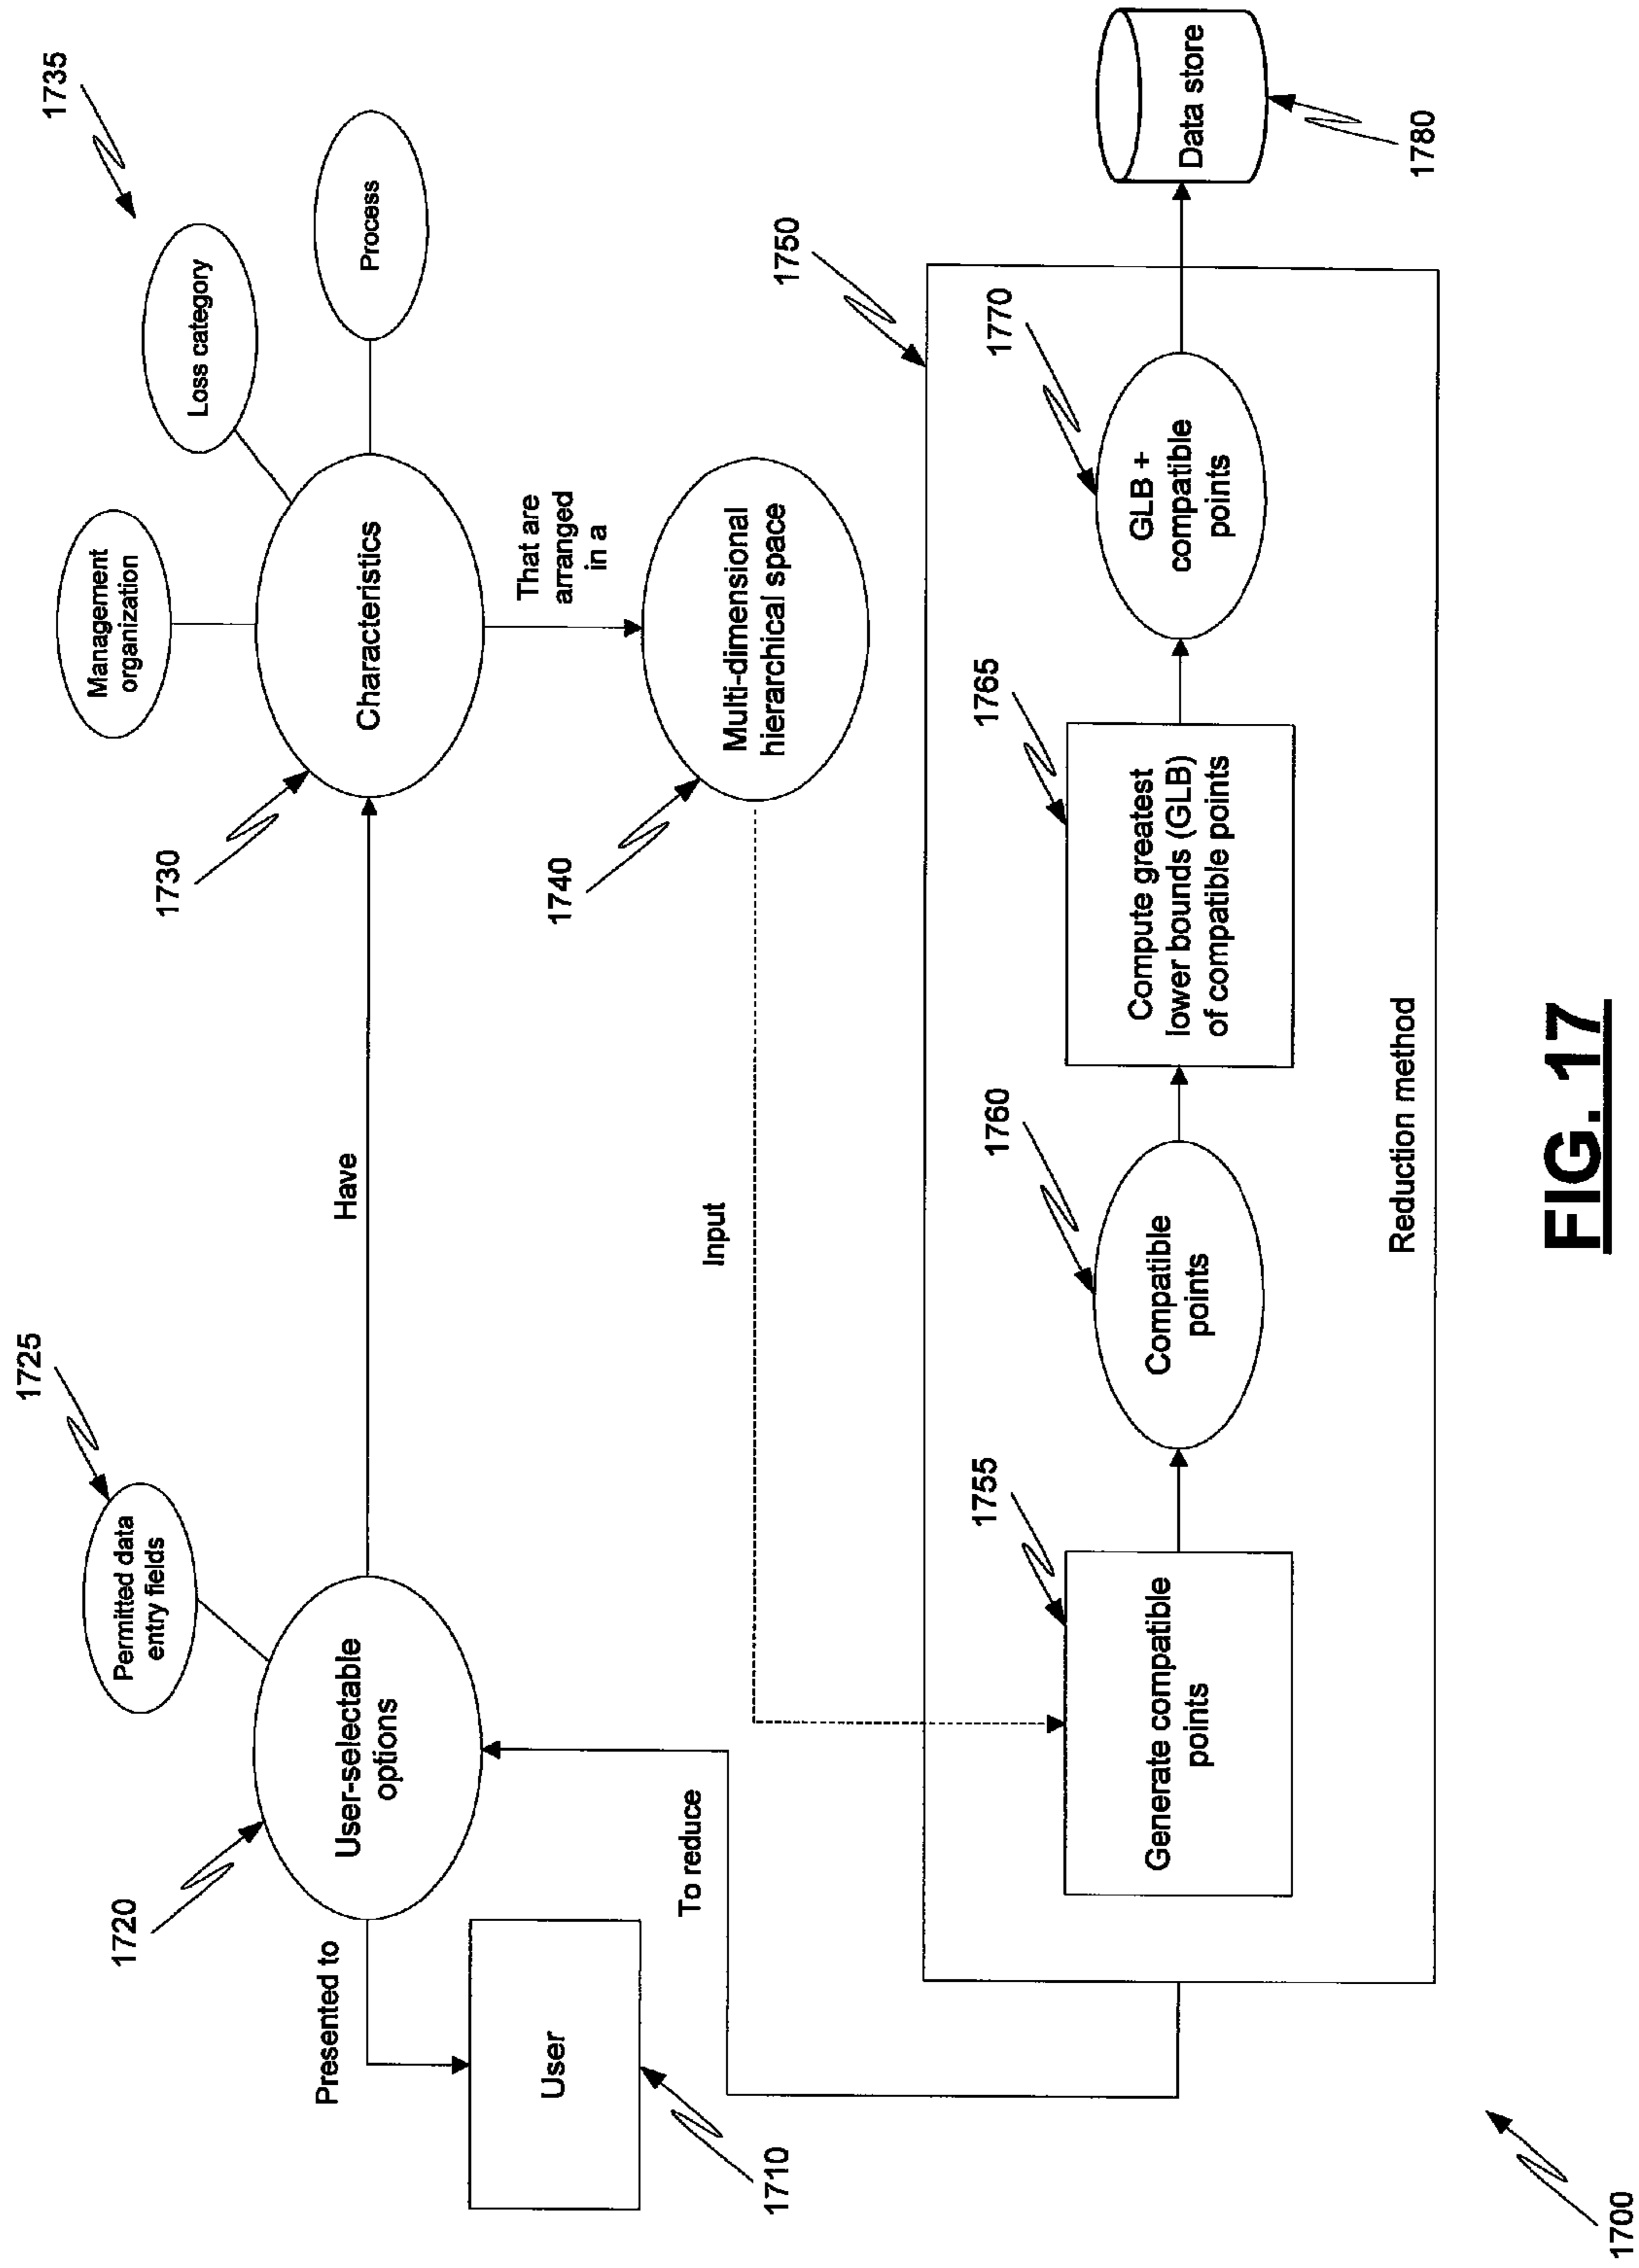 1725
Permitted data
entry fields
1720
User-selectable
options
Presented to
User
1710
Have
1735
Management
organization
Loss category
Process
1730
Characteristics
That are
arranged
in a
1740
Multi-dimensional
hierarchical space
Input
To reduce
1750
1755
Generate compatible
points
1760
Compatible
points
1765
Compute greatest
lower bounds (GLB)
of compatible points
1770
GLB +
compatible
points
Data store
1780
Reduction method
1700
FIG. 17